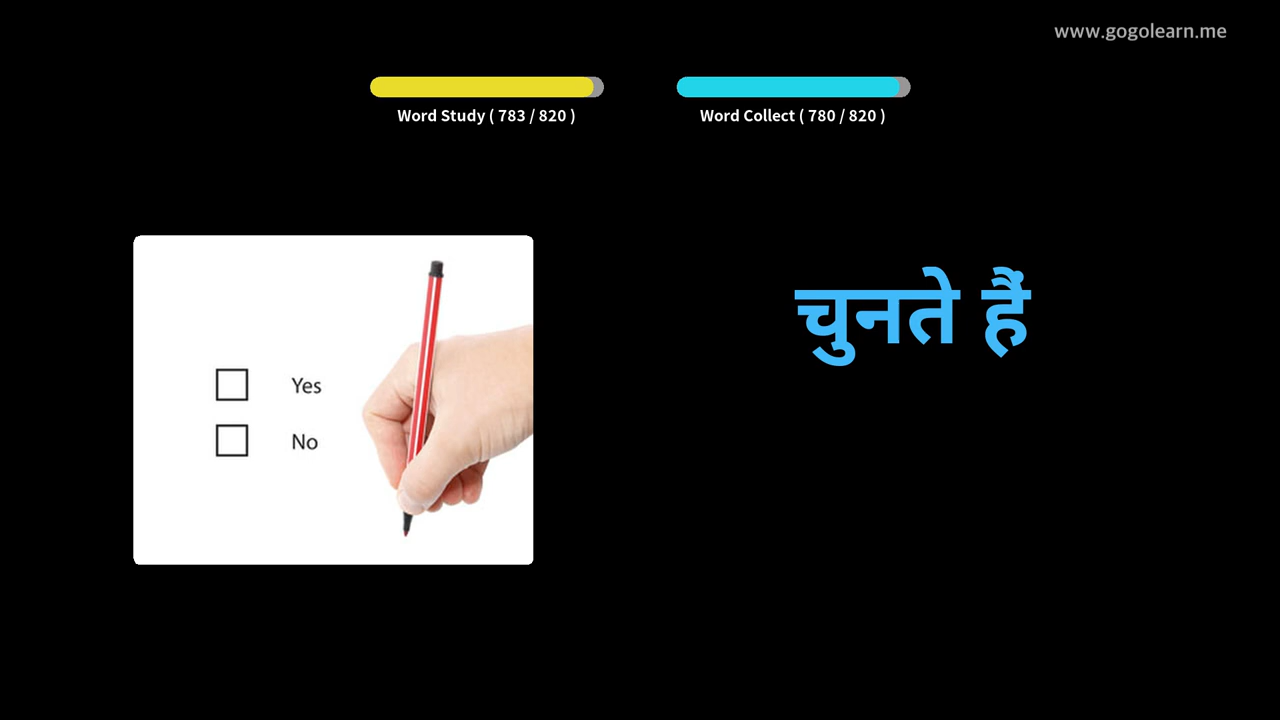 www.gogolearn.me
Word Study ( 783 / 820 )
Word Collect ( 780 / 820 )
चुनते हैं
Yes
No